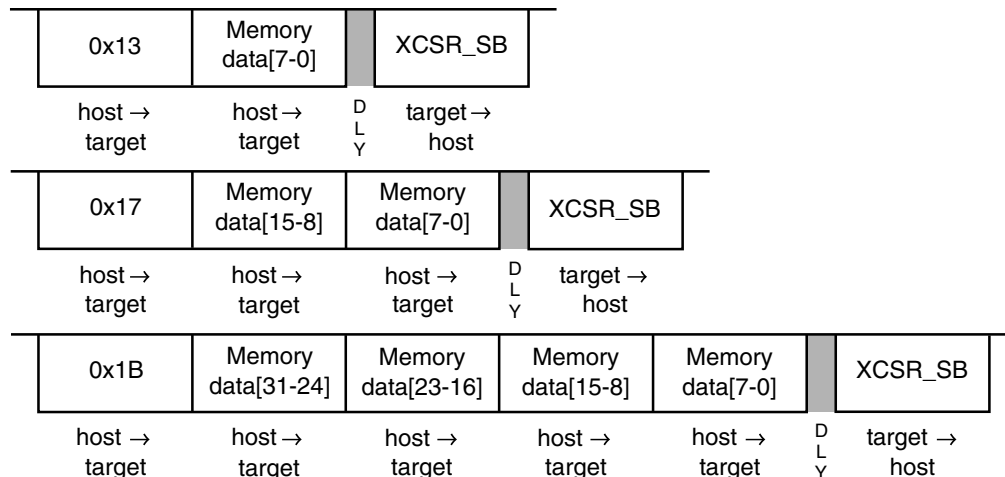 0x13 Memory data[7-0] XCSR_SB
host → target host → target D L Y target → host
0x17 Memory data[15-8] Memory data[7-0] XCSR_SB
host → target host → target host → target D L Y target → host
0x1B Memory data[31-24] Memory data[23-16] Memory data[15-8] Memory data[7-0] XCSR_SB
host → target host → target host → target host → target host → target D L Y target → host